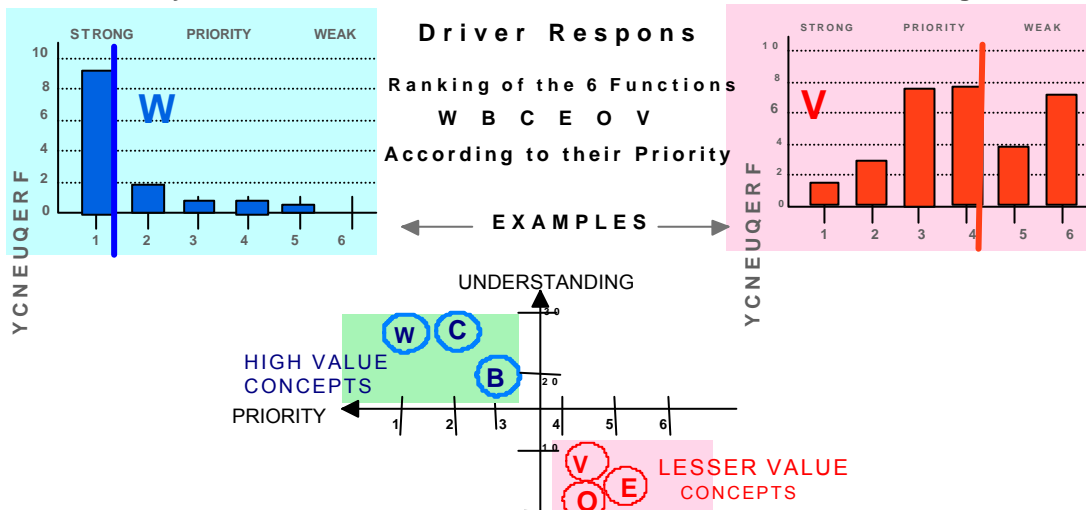 STRONG PRIORITY WEAK
10
8
6
4
2
0
W
YCNEUQERF
1 2 3 4 5 6
Driver Respons
Ranking of the 6 Functions
W B C E O V
According to their Priority
EXAMPLES
STRONG PRIORITY WEAK
10
8
6
4
2
0
V
YCNEUQERF
1 2 3 4 5 6
UNDERSTANDING
30
W C
HIGH VALUE
CONCEPTS
B
20
PRIORITY
1 2 3 4 5 6
10
V
LESSER VALUE
E
CONCEPTS
O